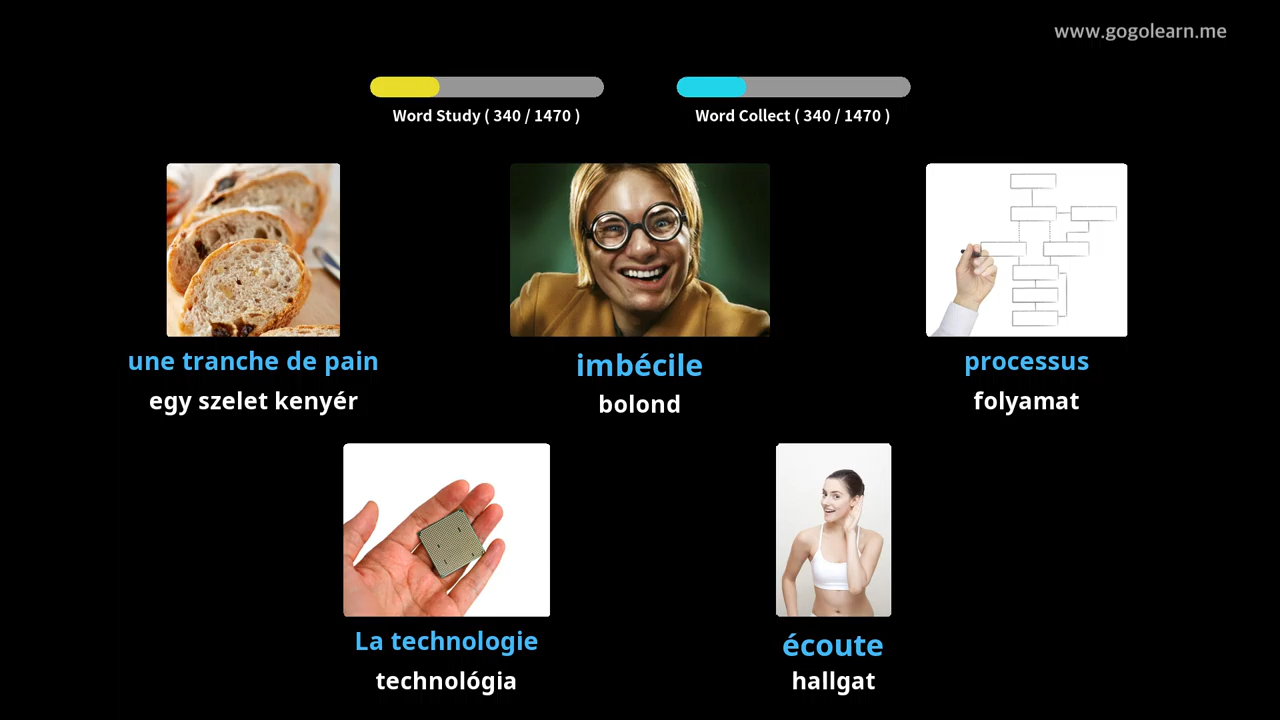 www.gogolearn.me
Word Study ( 340 / 1470 )
Word Collect ( 340 / 1470 )
une tranche de pain
egy szelet kenyér
imbécile
bolond
processus
folyamat
La technologie
technológia
écoute
hallgat